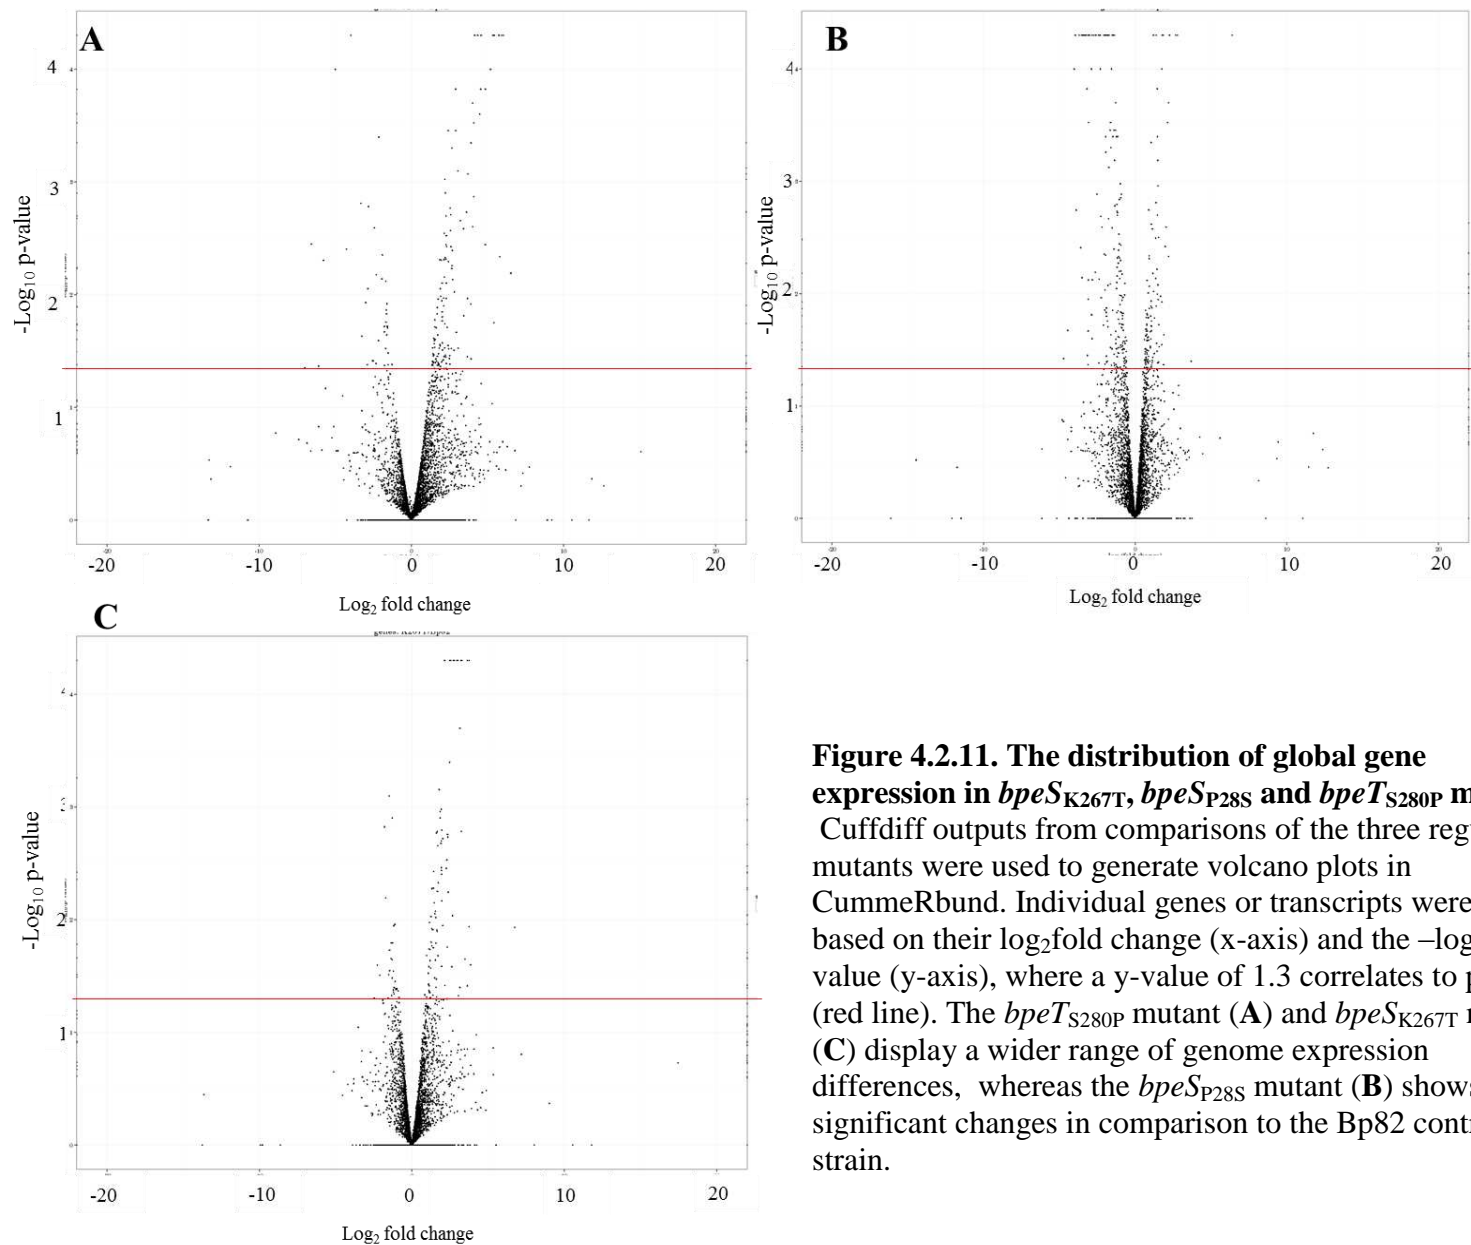 A
4
3
2
1
-Log10 p-value
-20 -10 0 10 20
Log2 fold change
B
4
3
2
1
-Log10 p-value
-20 -10 0 10 20
Log2 fold change
C
genes: K267T/Bp82
4
3
2
1
-Log10 p-value
-20 -10 0 10 20
Log2 fold change
Figure 4.2.11. The distribution of global gene
expression in bpeSK267T, bpeSP28S and bpeTS280P m
Cuffdiff outputs from comparisons of the three reg
mutants were used to generate volcano plots in
CummeRbund. Individual genes or transcripts were
based on their log2fold change (x-axis) and the –log
value (y-axis), where a y-value of 1.3 correlates to p
(red line). The bpeTS280P mutant (A) and bpeSK267T
(C) display a wider range of genome expression
differences, whereas the bpeSP28S mutant (B) shows
significant changes in comparison to the Bp82 contr
strain.